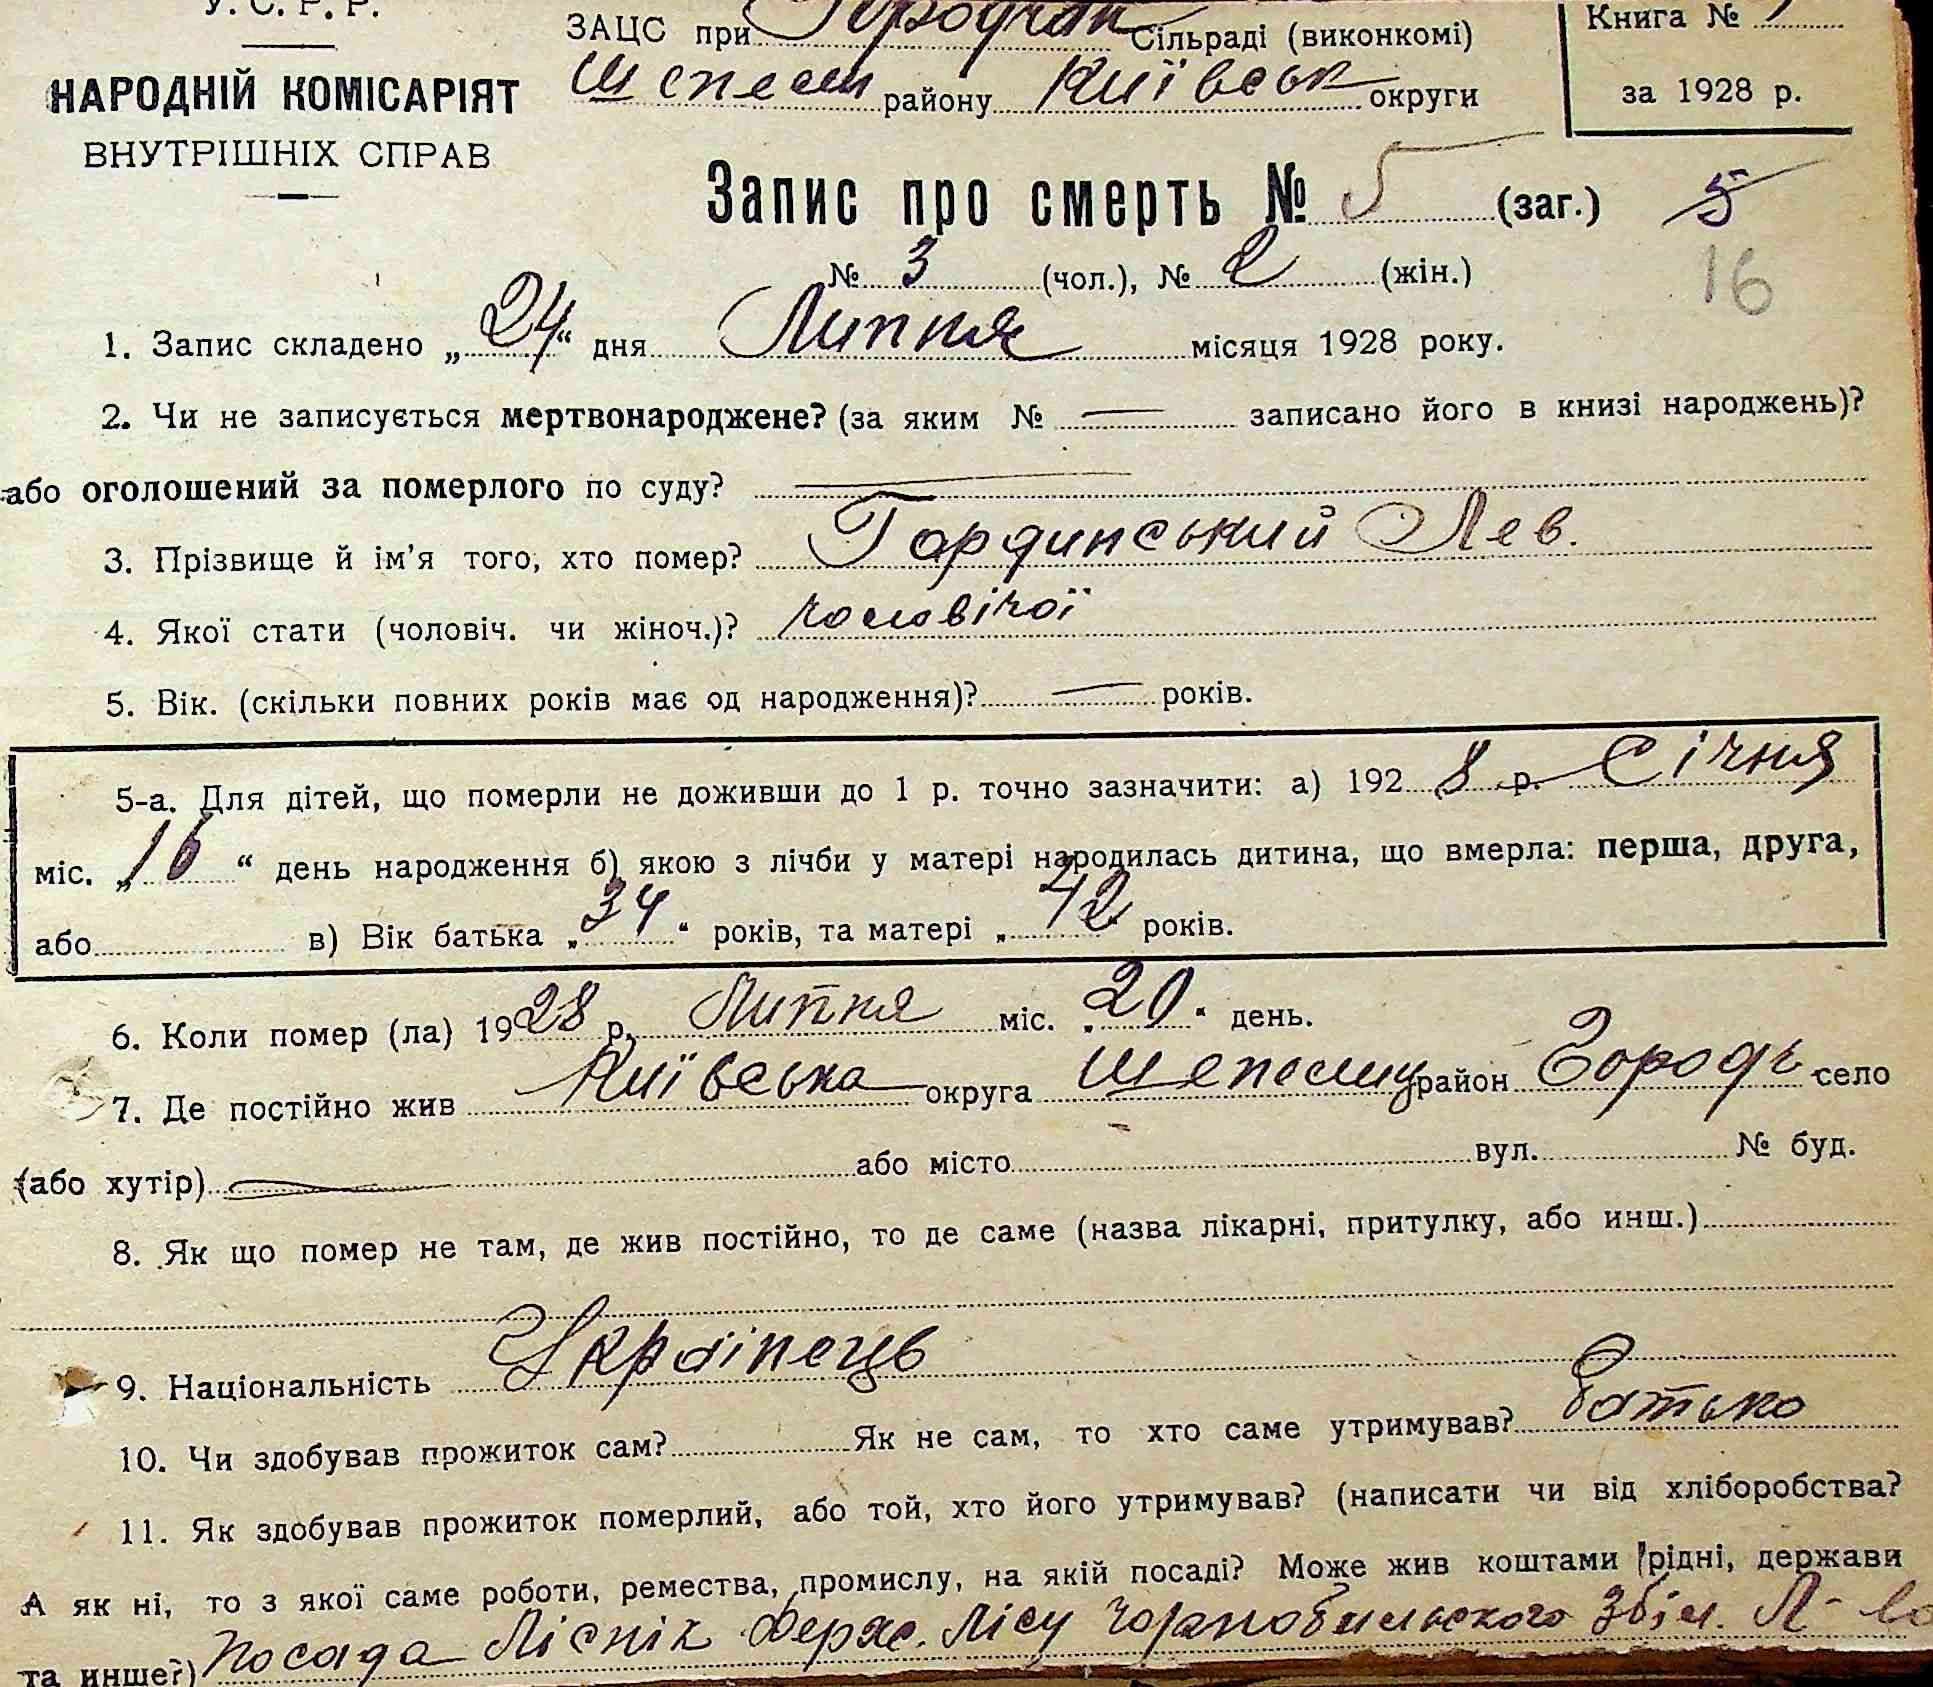 У. С. Р. Р.
НАРОДНІЙ КОМІСАРІЯТ
ВНУТРІШНІХ СПРАВ
ЗАЦС при Городчан Сільраді (виконкомі)
Шепел району Київськ округи
Книга №
за 1928 р.
Запис про смерть № 5 (заг.) 5
№ 3 (чол.), № 2 (жін.) 16
1. Запис складено „24“ дня Липня місяця 1928 року.
2. Чи не записується мертвонароджене? (за яким № — записано його в книзі народжень)?
або оголошений за померлого по суду? —
3. Прізвище й ім'я того, хто помер? Гординський Лев.
4. Якої стати (чоловіч. чи жіноч.)? чоловічої
5. Вік. (скільки повних років має од народження)? — років.
5-а. Для дітей, що померли не доживши до 1 р. точно зазначити: а) 1928 р. Січня
міс. „16“ день народження б) якою з лічби у матері народилась дитина, що вмерла: перша, друга,
або в) Вік батька „34“ років, та матері „42“ років.
6. Коли помер (ла) 1928 р. Липня міс. „20“ день.
7. Де постійно жив Київська округа район Городч село
(або хутір) — або місто вул. № буд.
8. Як що помер не там, де жив постійно, то де саме (назва лікарні, притулку, або инш.)
9. Національність Українець
10. Чи здобував прожиток сам? Як не сам, то хто саме утримував? Батько
11. Як здобував прожиток померлий, або той, хто його утримував? (написати чи від хліборобства?
А як ні, то з якої саме роботи, ремества, промислу, на якій посаді? Може жив коштами рідні, держави
та инше?) ПосадаЛіснік Держ. Лісу Чорнобильського Збіл. Л-